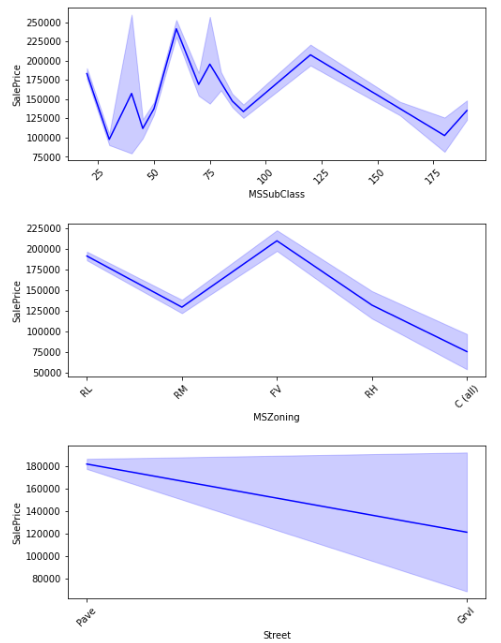 250000
225000
200000
175000
150000
125000
100000
75000
SalePrice
25
50
75
100
125
150
175
MSSubClass
225000
200000
175000
150000
125000
100000
75000
50000
SalePrice
RL
RM
FV
RH
C (all)
MSZoning
180000
160000
140000
120000
100000
80000
SalePrice
Pave
Grvl
Street